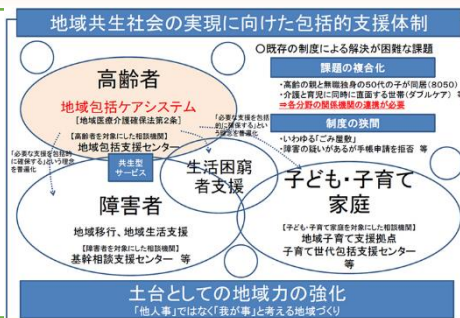 地域共生社会の実現に向けた包括的支援体制
○既存の制度による解決が困難な課題
課題の複合化
・高齢の親と無職独身の50代の子が同居(8050)
・介護と育児に同時に直面する世帯(ダブルケア) 等
⇒各分野の関係機関の連携が必要
制度の狭間
・いわゆる「ごみ屋敷」
・障害の疑いがあるが手帳申請を拒否 等
高齢者
地域包括ケアシステム
[地域医療介護確保法第2条]
【高齢者を対象にした相談機関】
地域包括支援センター
「必要な支援を包括的
に確保する」という理念
を普遍化
「必要な支援を包括
的に確保する」とい
う理念を普遍化
共生型
サービス
生活困窮
者支援
障害者
地域移行、地域生活支援
【障害者を対象にした相談機関】
基幹相談支援センター 等
子ども・子育て
家庭
【子ども・子育て家庭を対象にした相談機関】
地域子育て支援拠点
子育て世代包括支援センター
等
土台としての地域力の強化
「他人事」ではなく「我が事」と考える地域づくり